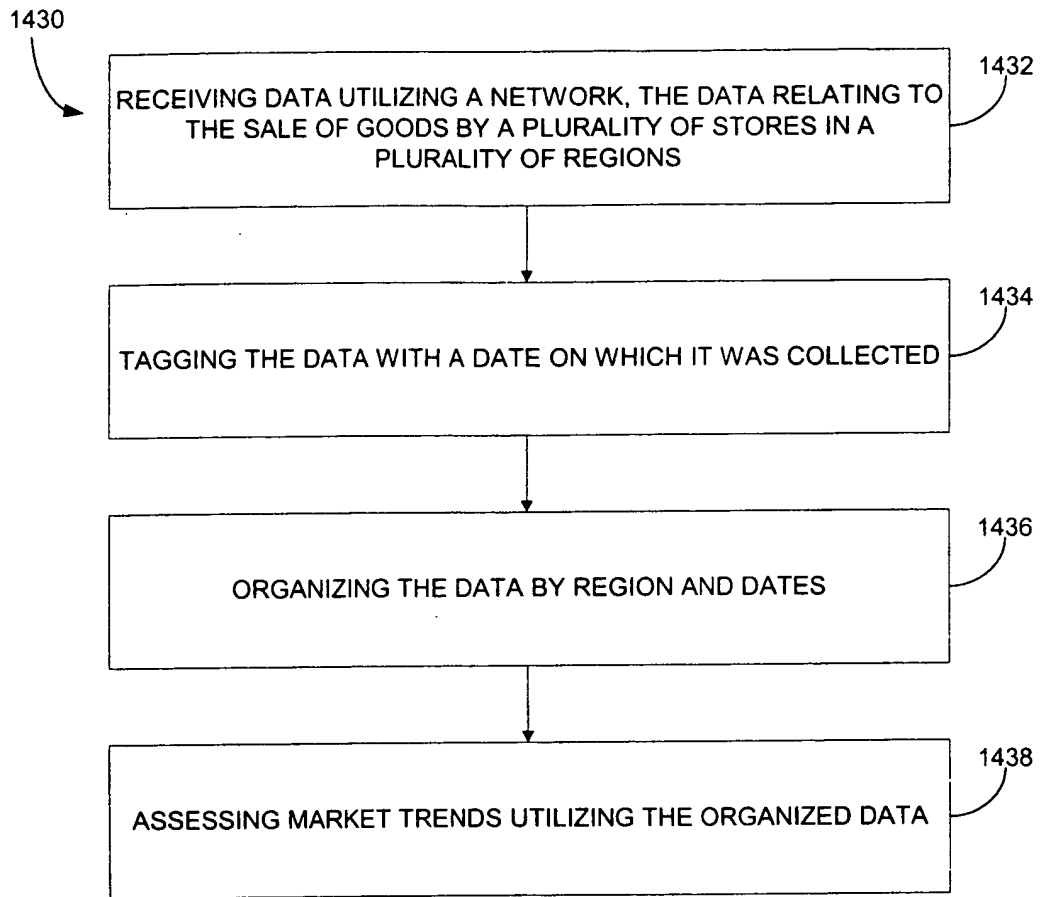 1430
1432
RECEIVING DATA UTILIZING A NETWORK, THE DATA RELATING TO
THE SALE OF GOODS BY A PLURALITY OF STORES IN A
PLURALITY OF REGIONS
1434
TAGGING THE DATA WITH A DATE ON WHICH IT WAS COLLECTED
1436
ORGANIZING THE DATA BY REGION AND DATES
1438
ASSESSING MARKET TRENDS UTILIZING THE ORGANIZED DATA